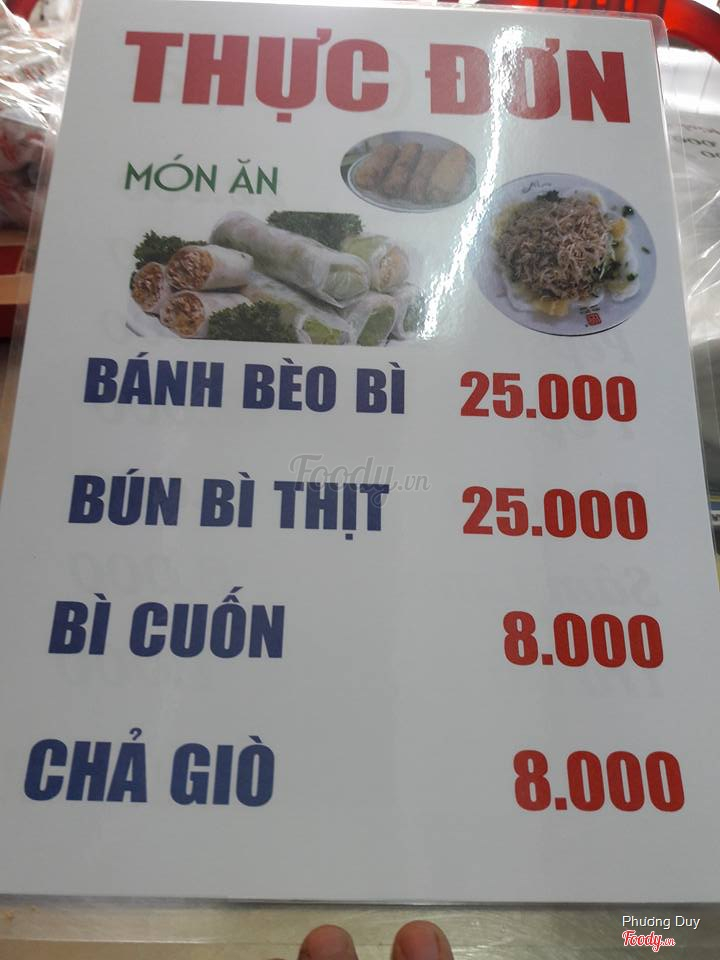 THỰC ĐƠN
MÓN ĂN
BÁNH BÈO BÌ 25.000
Foody.vn
BÚN BÌ THỊT 25.000
BÌ CUỐN 8.000
CHẢ GIÒ 8.000
Phương Duy
Foody.vn